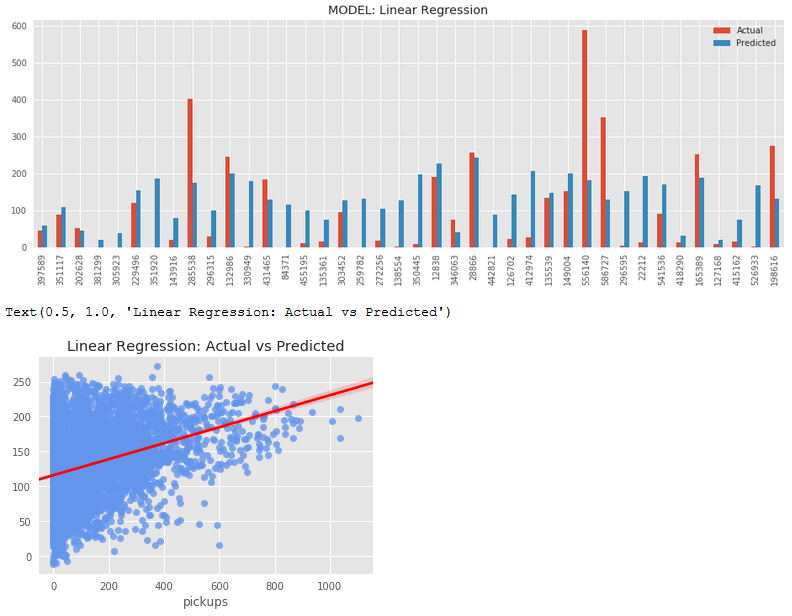 MODEL: Linear Regression
Actual
Predicted
600
500
400
300
200
100
0
397589 351117 202628 381299 305923 229496 351920 143916 285538 296315 132986 330949 431465 84371 455195 135361 303452 259782 272256 138554 350445 12838 346063 28866 442821 126702 412974 135539 149004 556140 586727 296595 22212 541536 418290 165389 127168 415162 526933 198616
Text(0.5, 1.0, 'Linear Regression: Actual vs Predicted')
Linear Regression: Actual vs Predicted
250
200
150
100
50
0
0 200 400 600 800 1000
pickups